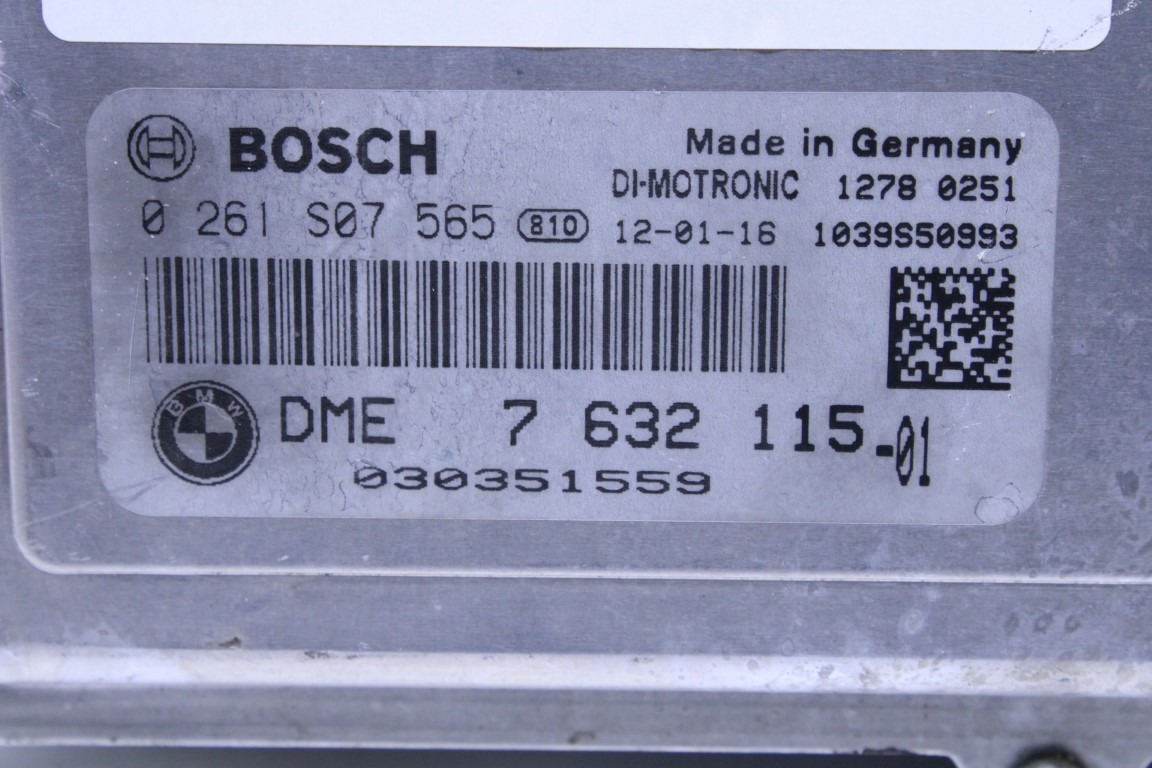 BOSCH Made in Germany
DI-MOTRONIC 1278 0251
0 261 S07 565 810 12-01-16 1039S50993
BMW DME 7 632 115-01
030351559